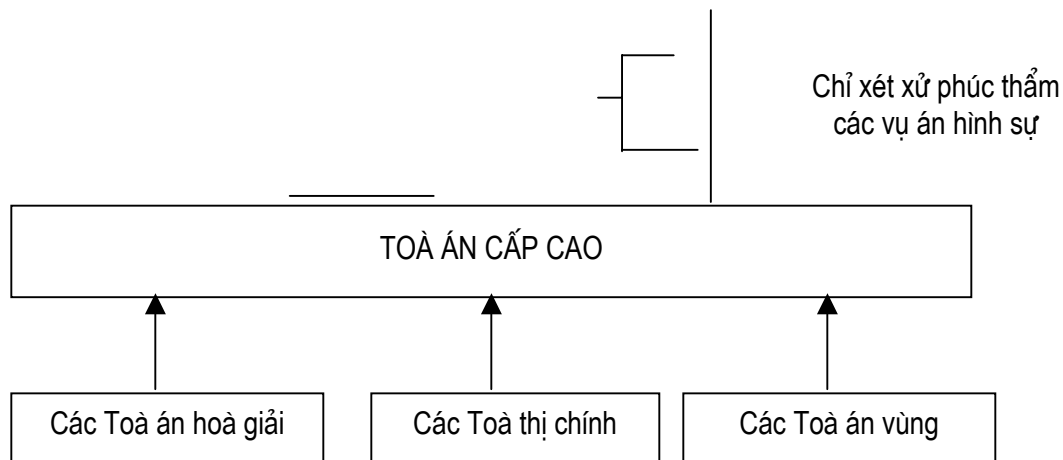 Chỉ xét xử phúc thẩm
các vụ án hình sự
TOÀ ÁN CẤP CAO
Các Toà án hoà giải
Các Toà thị chính
Các Toà án vùng